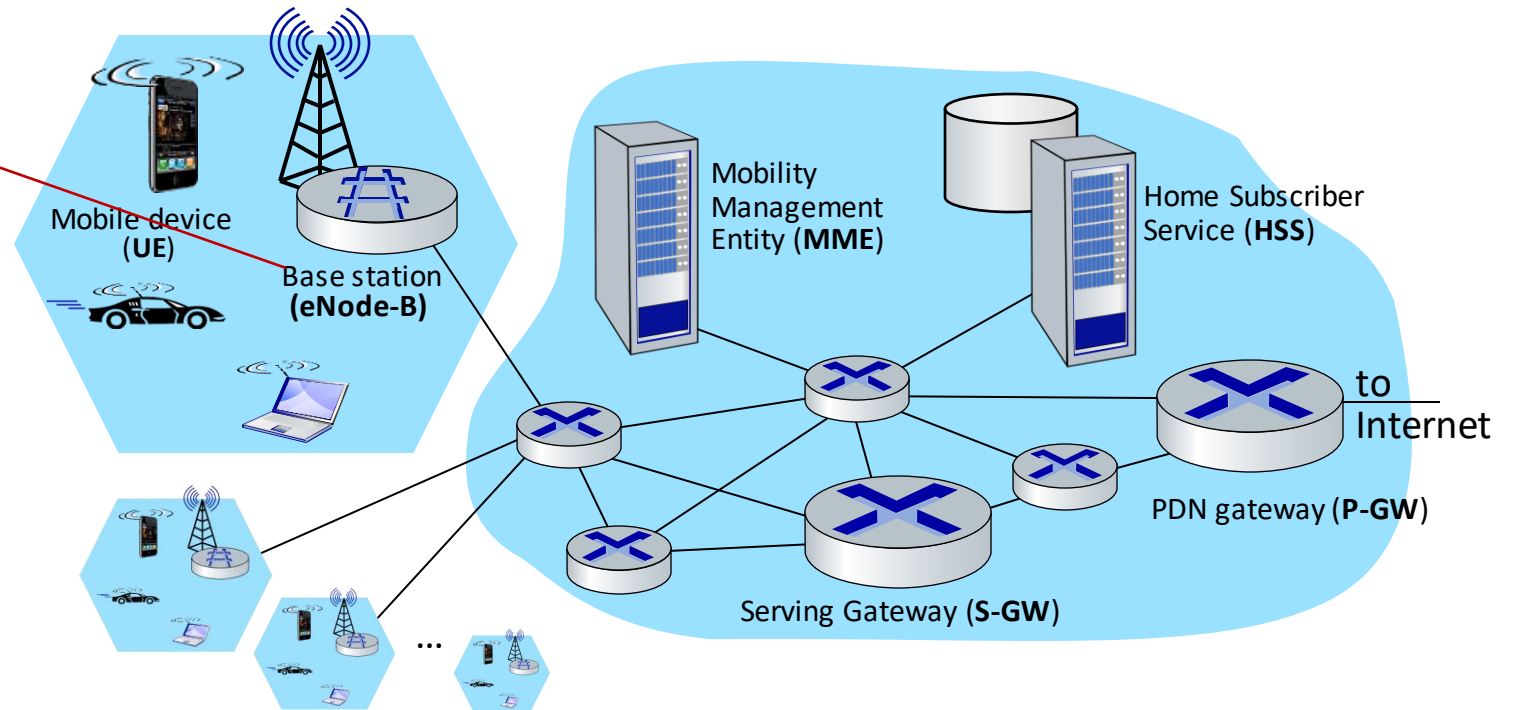 Mobile device
(UE)
Base station
(eNode-B)
Mobility
Management
Entity (MME)
Home Subscriber
Service (HSS)
to
Internet
PDN gateway (P-GW)
Serving Gateway (S-GW)
...